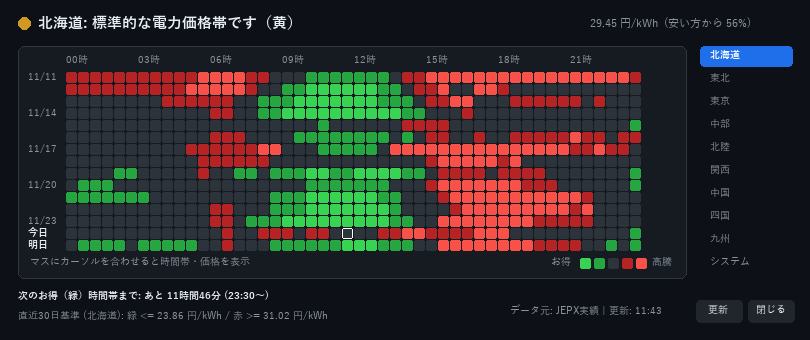 北海道: 標準的な電力価格帯です（黄）
29.45 円/kWh（安い方から 56%）
00時 03時 06時 09時 12時 15時 18時 21時
11/11
11/14
11/17
11/20
11/23
今日
明日
マスにカーソルを合わせると時間帯・価格を表示
お得 高騰
北海道
東北
東京
中部
北陸
関西
中国
四国
九州
システム
次のお得（緑）時間帯まで: あと 11時間46分 (23:30〜)
直近30日基準 (北海道): 緑 <= 23.86 円/kWh / 赤 >= 31.02 円/kWh
データ元: JEPX実績 | 更新: 11:43
更新
閉じる